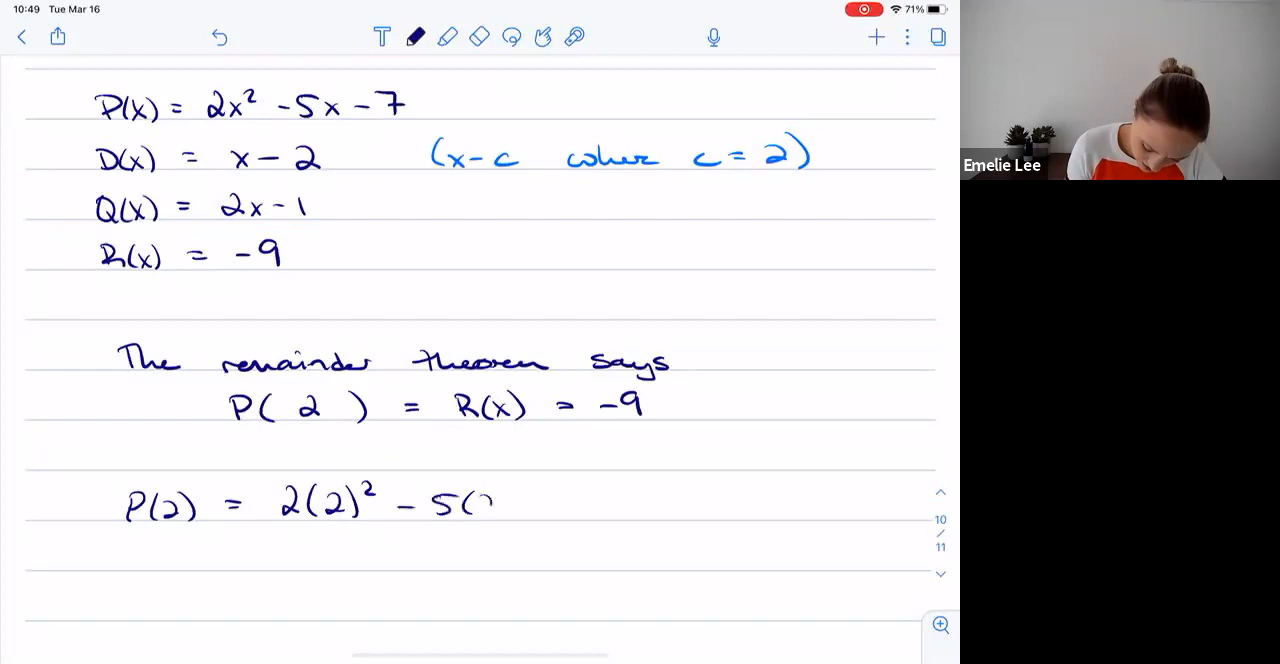 10:49 Tue Mar 16
71%
P(x) = 2x² - 5x - 7
D(x) = x - 2 (x - c wher c = 2)
Q(x) = 2x - 1
R(x) = -9
The remainder theorem says
P( 2 ) = R(x) = -9
P(2) = 2(2)² - 5(
10
/
11
Emelie Lee